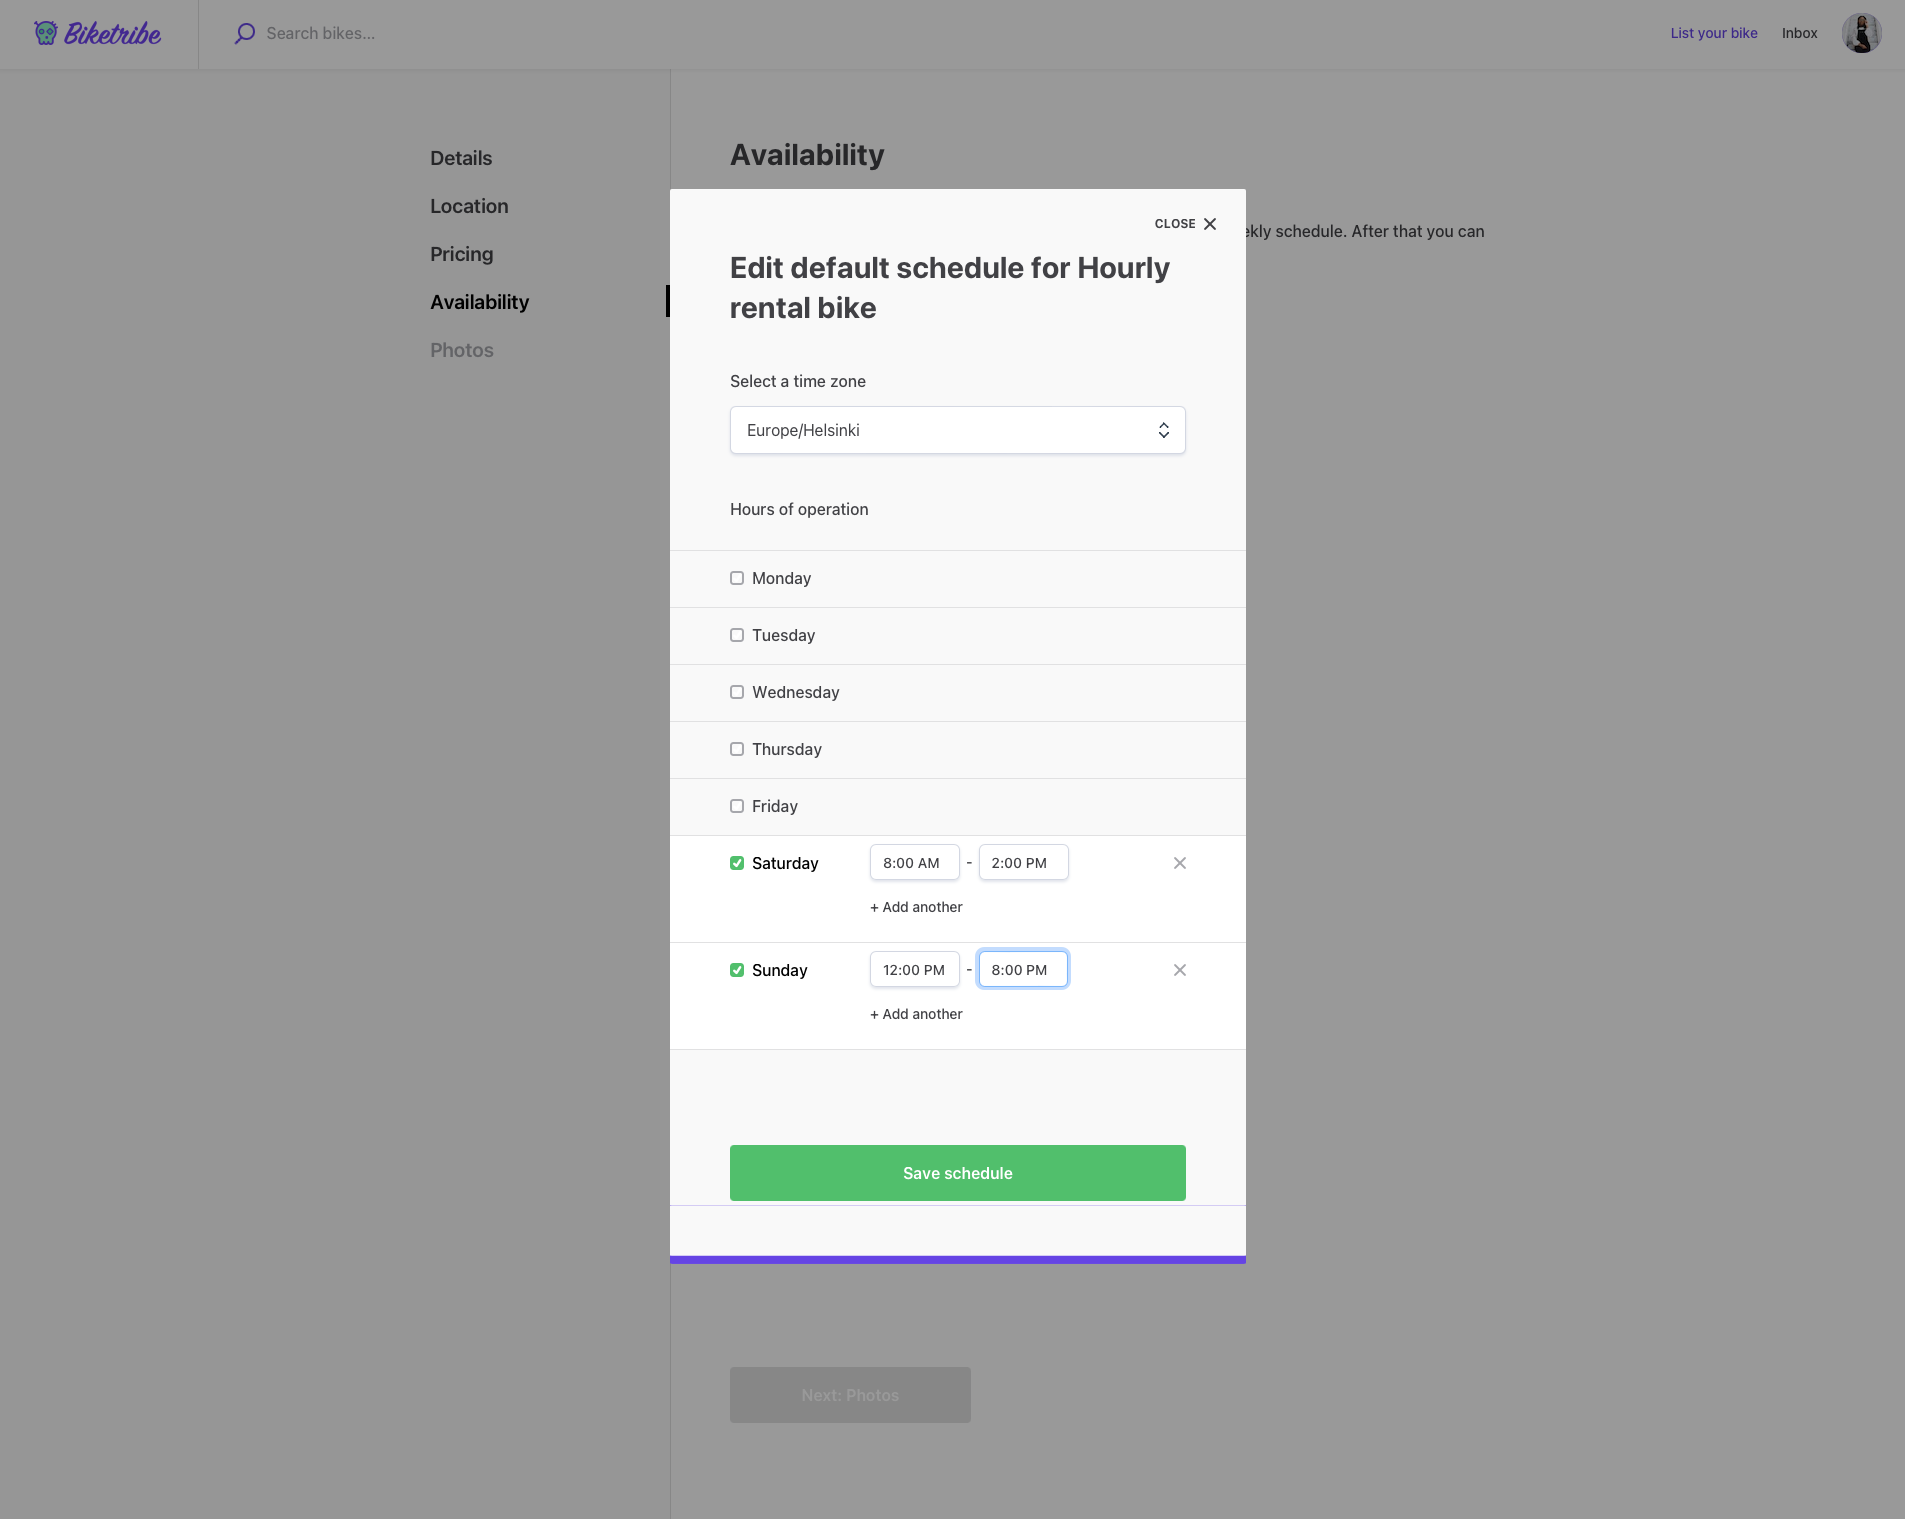 Biketribe
Search bikes...
List your bike
Inbox
Details
Location
Pricing
Availability
Photos
Availability
ekly schedule. After that you can
CLOSE
Edit default schedule for Hourly
rental bike
Select a time zone
Europe/Helsinki
Hours of operation
Monday
Tuesday
Wednesday
Thursday
Friday
Saturday 8:00 AM - 2:00 PM
+ Add another
Sunday 12:00 PM - 8:00 PM
+ Add another
Save schedule
Next: Photos